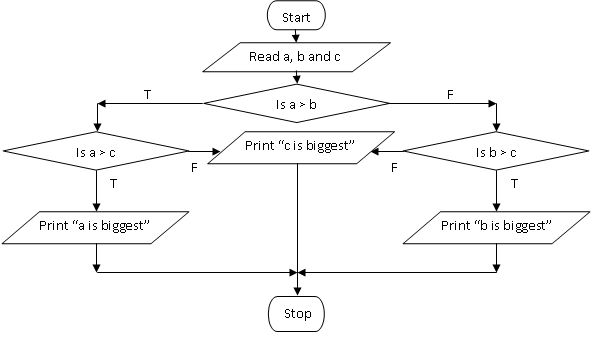 Start
Read a, b and c
Is a > b
T
F
Is a > c
Print “c is biggest”
Is b > c
F
F
T
T
Print “a is biggest”
Print “b is biggest”
Stop